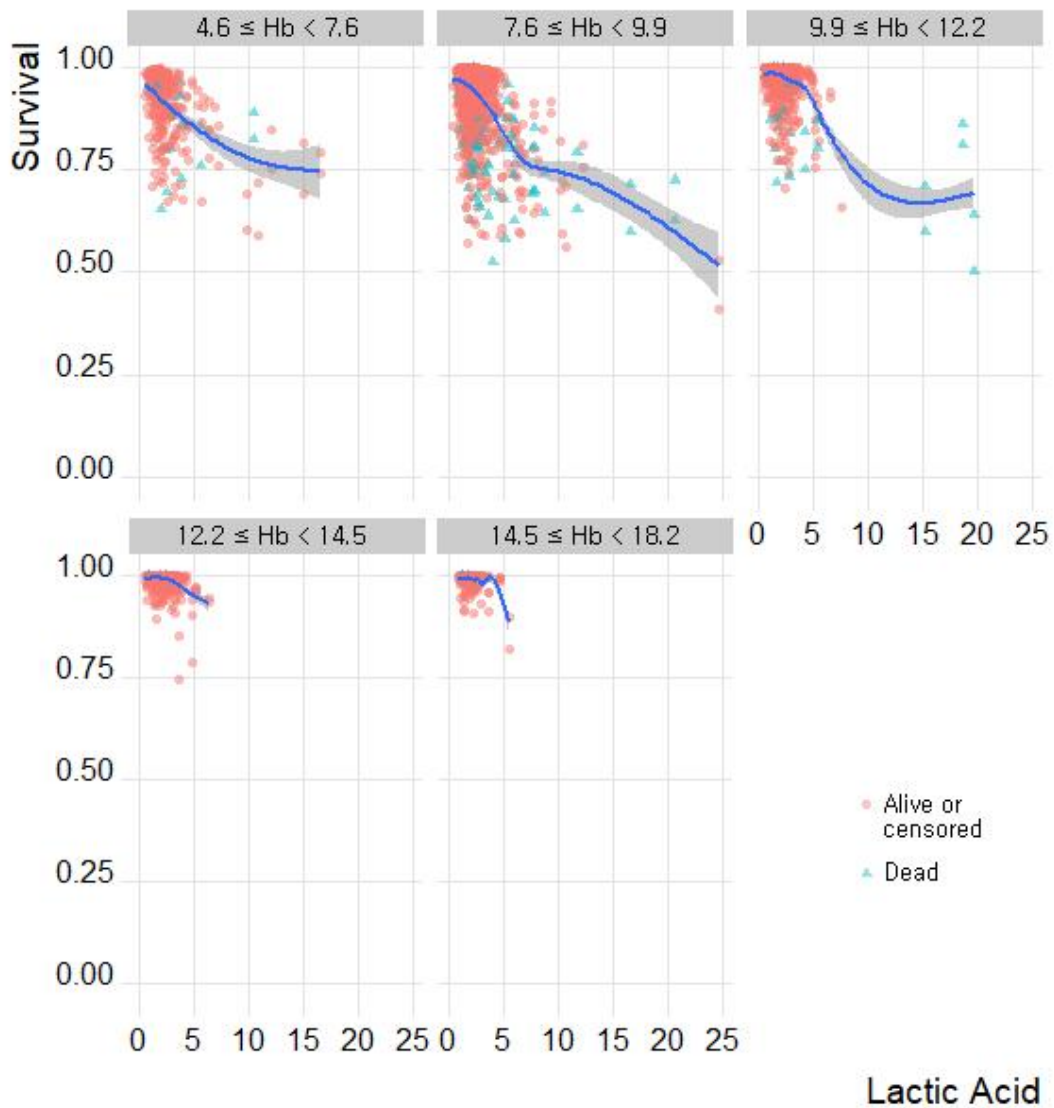 4.6 ≤ Hb < 7.6
7.6 ≤ Hb < 9.9
9.9 ≤ Hb < 12.2
Survival
1.00
0.75
0.50
0.25
0.00
0 5 10 15 20 25
12.2 ≤ Hb < 14.5
14.5 ≤ Hb < 18.2
1.00
0.75
0.50
0.25
0.00
Alive or
censored
Dead
0 5 10 15 20 25
0 5 10 15 20 25
Lactic Acid